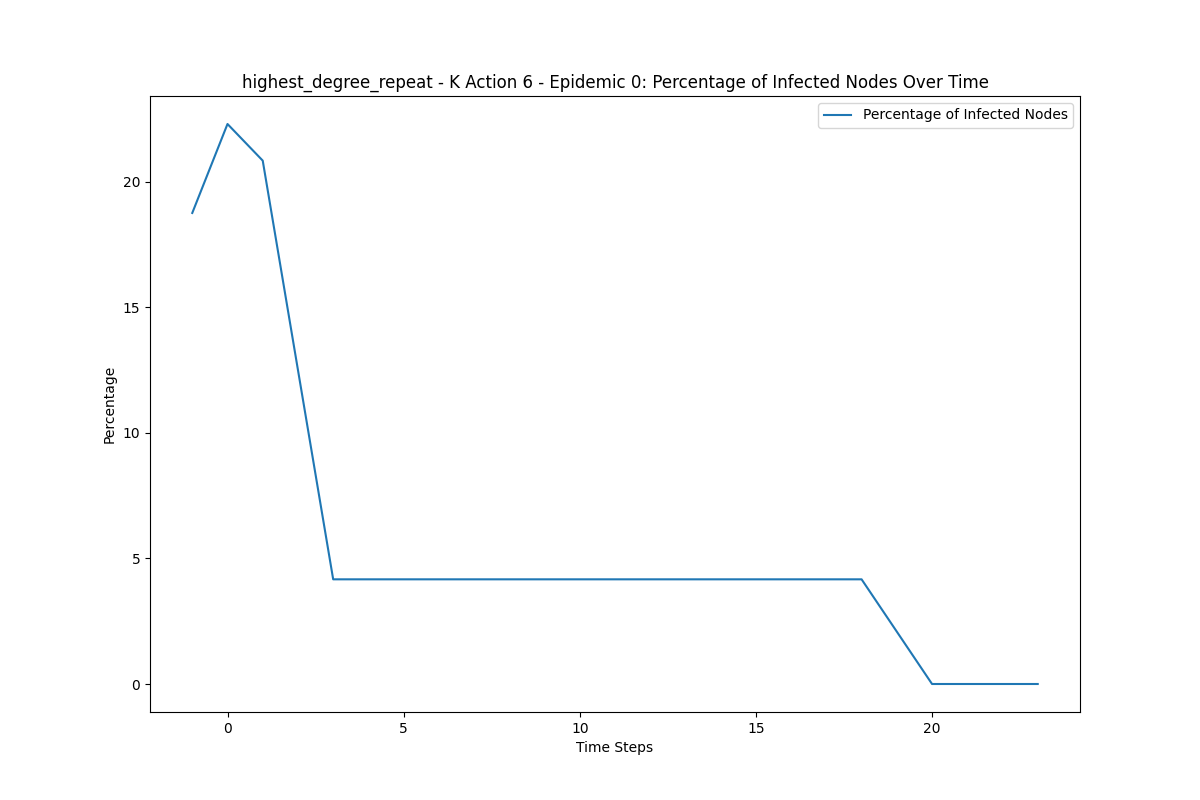 highest_degree_repeat - K Action 6 - Epidemic 0: Percentage of Infected Nodes Over Time
Percentage of Infected Nodes
20
15
10
5
0
Percentage
0 5 10 15 20
Time Steps